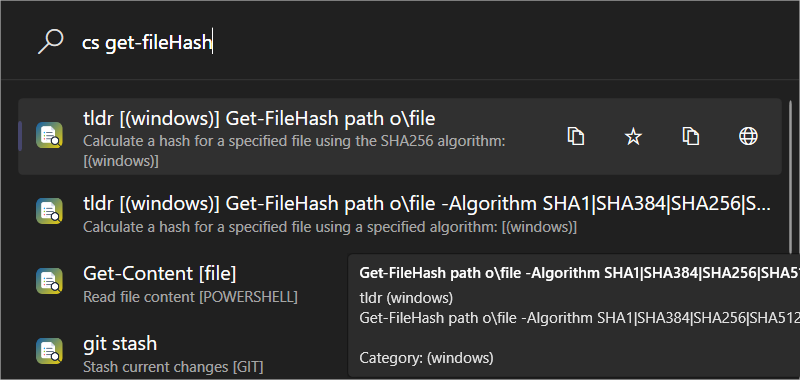 cs get-fileHash
tldr [(windows)] Get-FileHash path o\file
Calculate a hash for a specified file using the SHA256 algorithm:
[(windows)]
tldr [(windows)] Get-FileHash path o\file -Algorithm SHA1|SHA384|SHA256|S...
Calculate a hash for a specified file using a specified algorithm: [(windows)]
Get-Content [file]
Read file content [POWERSHELL]
git stash
Stash current changes [GIT]
Get-FileHash path o\file -Algorithm SHA1|SHA384|SHA256|SHA51
tldr (windows)
Get-FileHash path o\file -Algorithm SHA1|SHA384|SHA256|SHA512
Category: (windows)